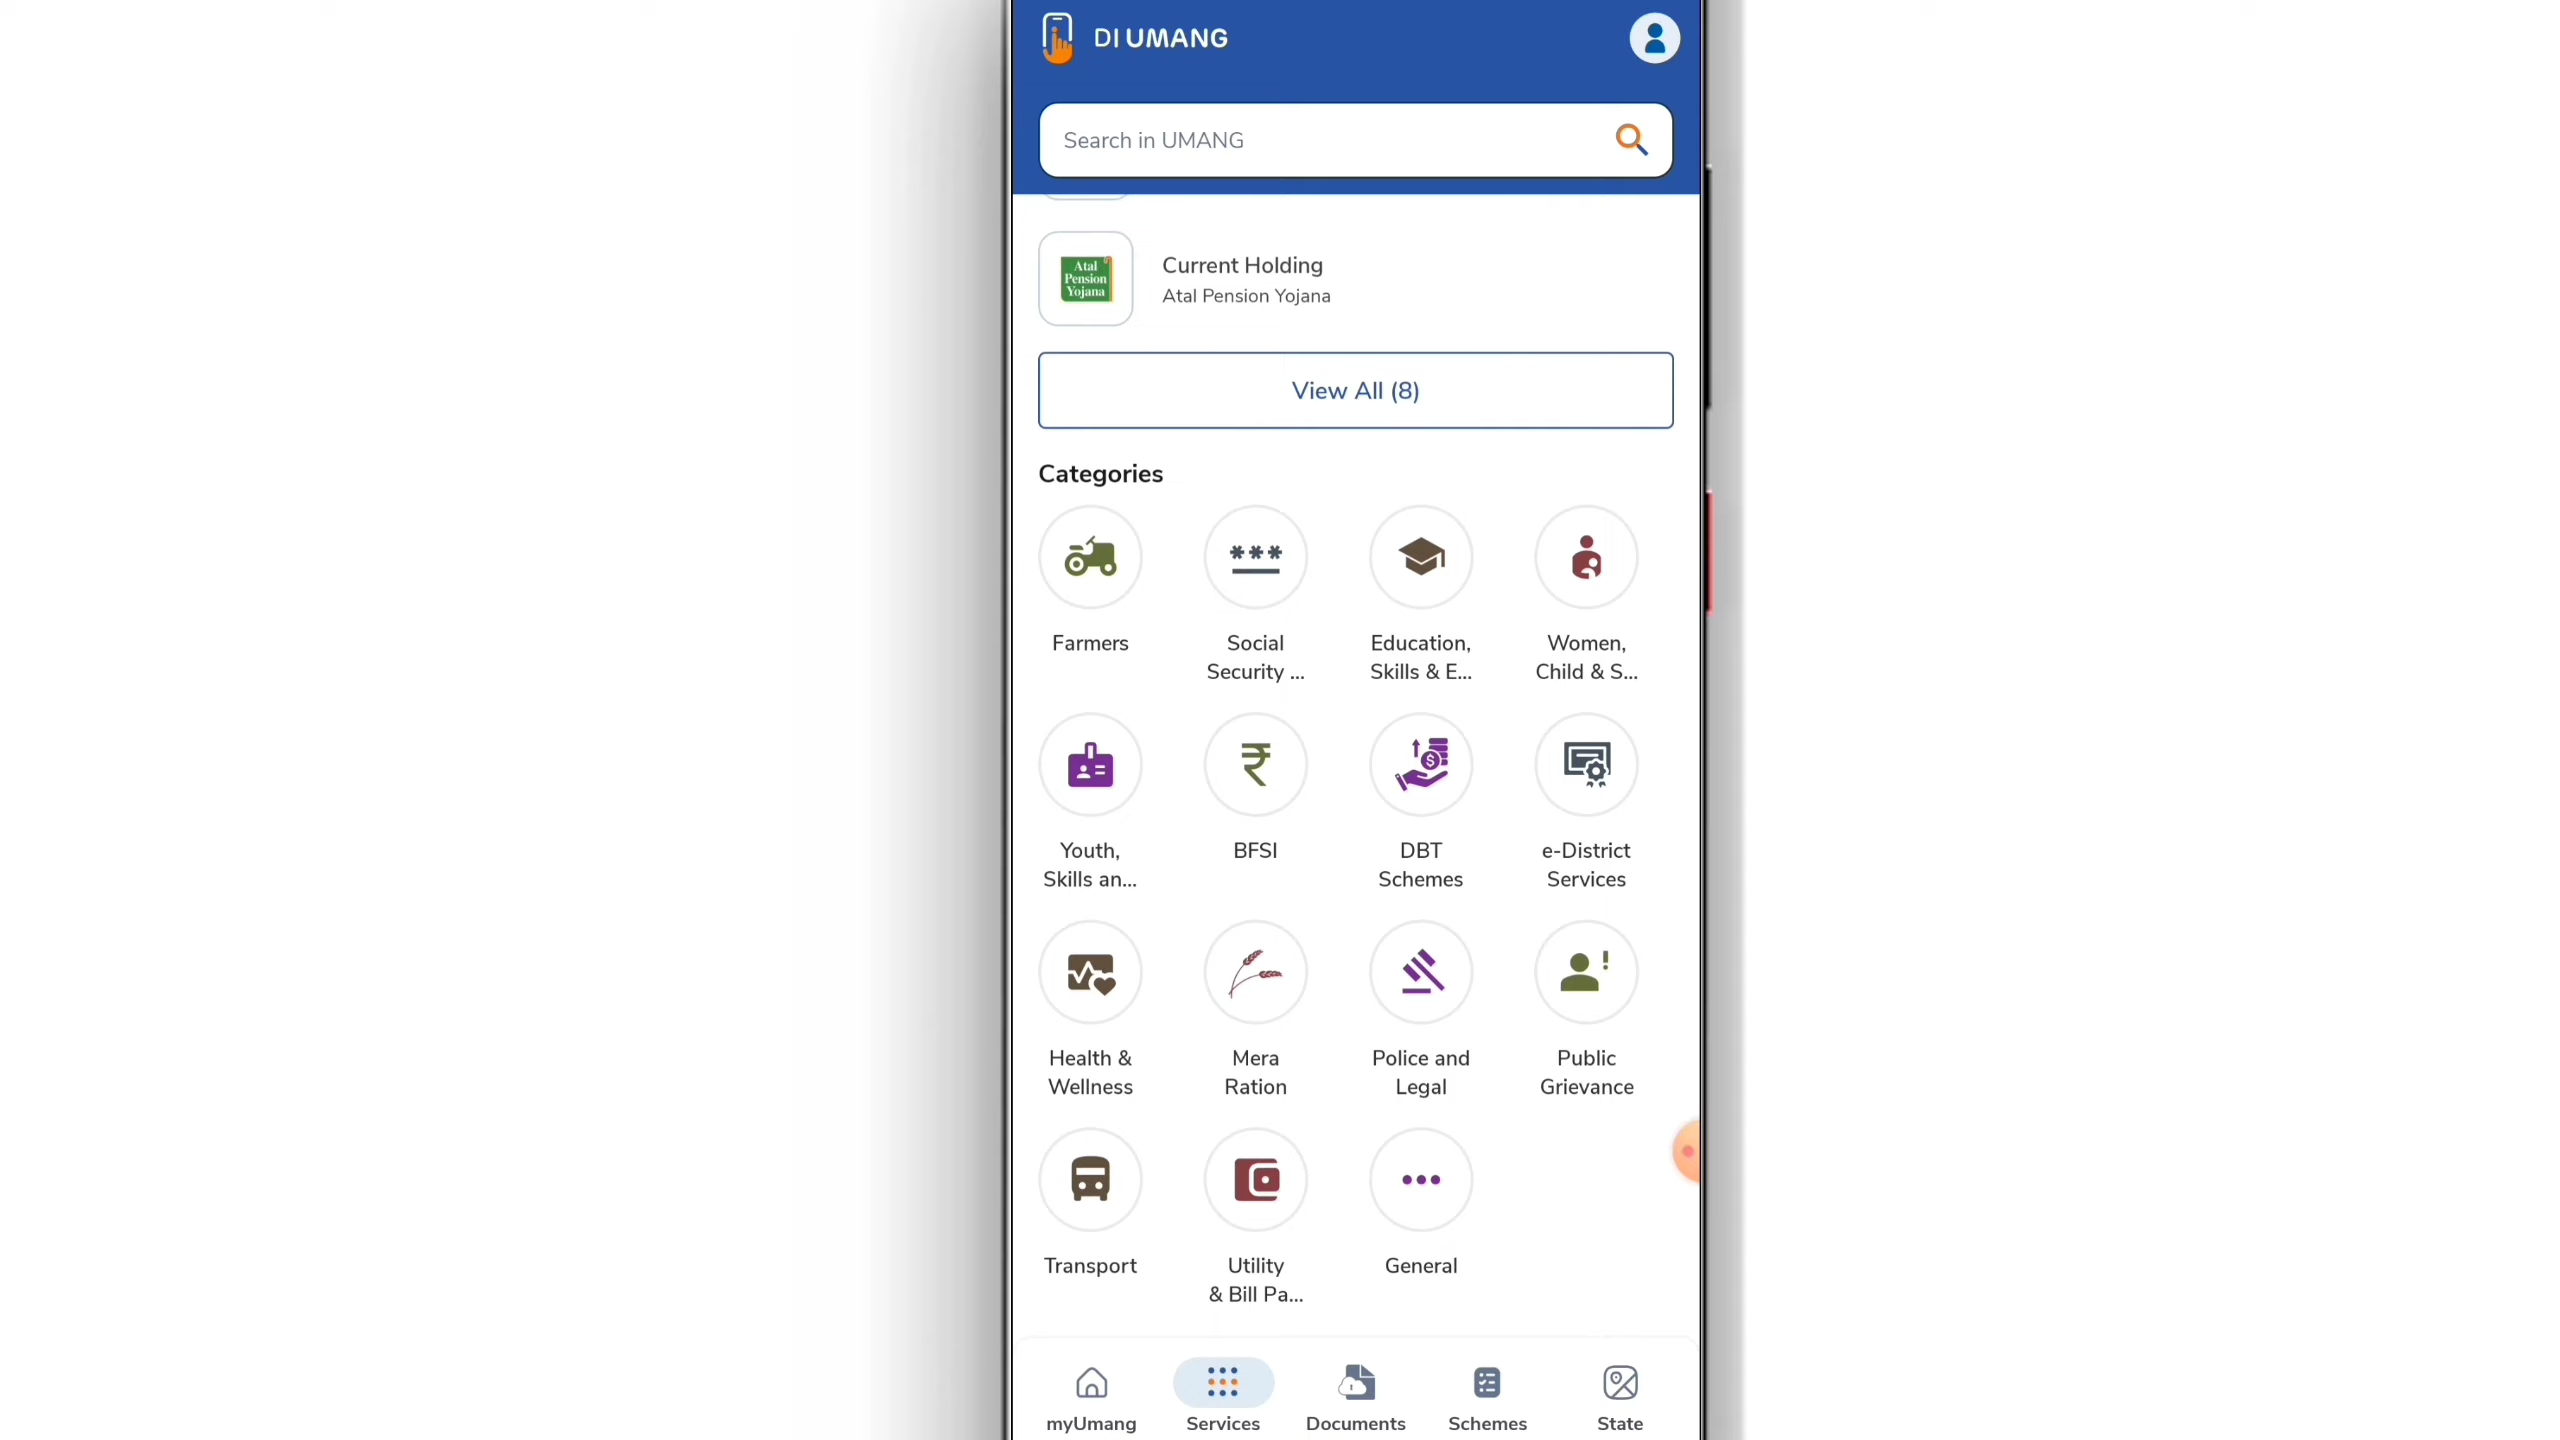 DI UMANG
Search in UMANG
Atal
Pension
Yojana
Current Holding
Atal Pension Yojana
View All (8)
Categories
Farmers
Social
Security ...
Education,
Skills & E...
Women,
Child & S...
Youth,
Skills an...
BFSI
DBT
Schemes
e-District
Services
Health &
Wellness
Mera
Ration
Police and
Legal
Public
Grievance
Transport
Utility
& Bill Pa...
General
myUmang
Services
Documents
Schemes
State